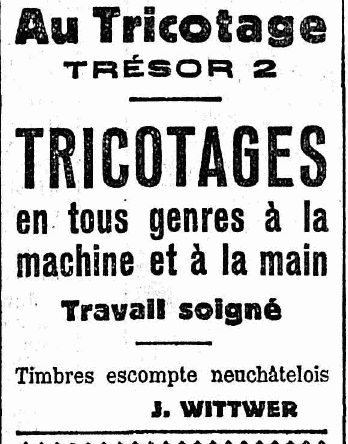 Au Tricotage
TRÉSOR 2
TRICOTAGES
en tous genres à la
machine et à la main
Travail soigné
Timbres escompte neuchâtelois
J. WITTWER